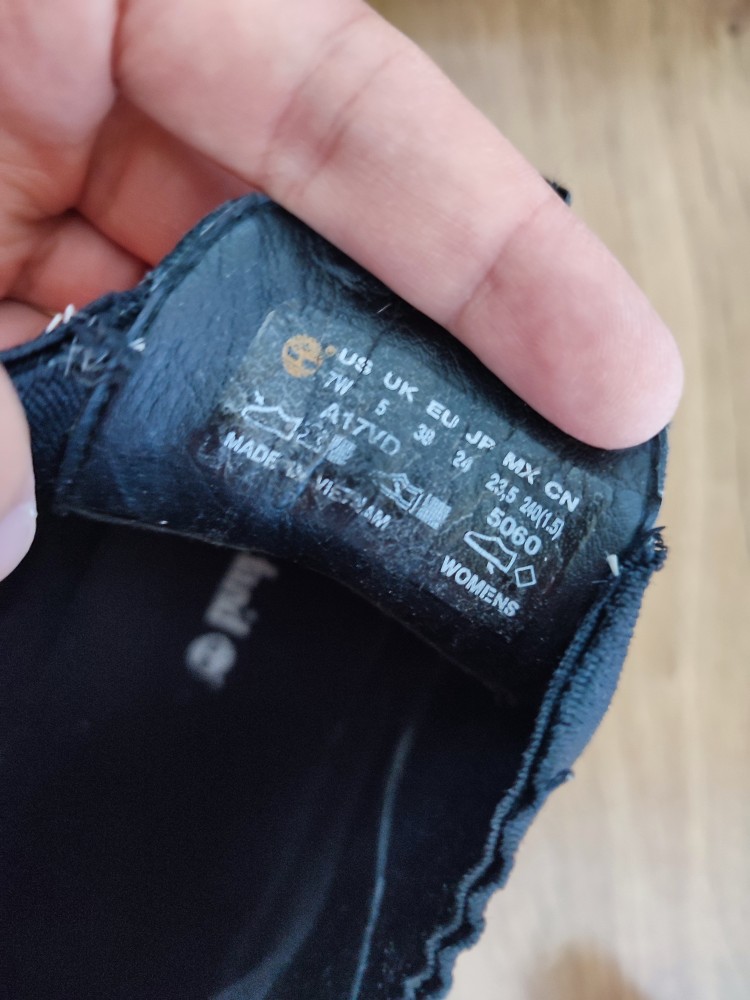 US UK EU JP MX CN
7W 5 38 24 23,5 240(1.5)
A17VD 5060
MADE IN VIETNAM WOMENS